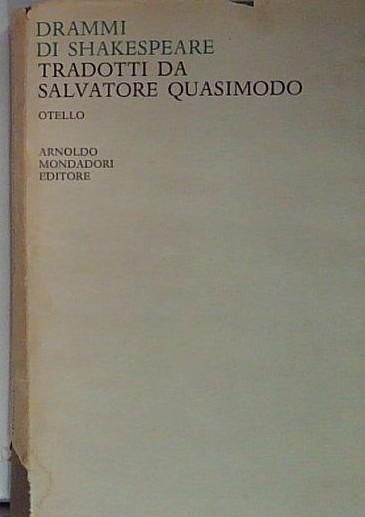 DRAMMI
DI SHAKESPEARE
TRADOTTI DA
SALVATORE QUASIMODO
OTELLO
ARNOLDO
MONDADORI
EDITORE